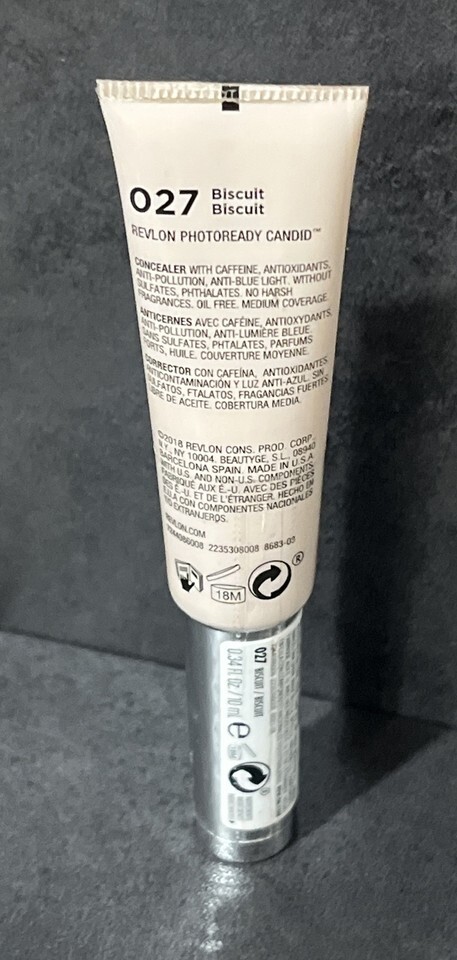 027 Biscuit
Biscuit
REVLON PHOTOREADY CANDID™
CONCEALER WITH CAFFEINE, ANTIOXIDANTS,
ANTI-POLLUTION, ANTI-BLUE LIGHT. WITHOUT
SULFATES, PHTHALATES. NO HARSH
FRAGRANCES. OIL FREE. MEDIUM COVERAGE.
ANTICERNES AVEC CAFÉINE, ANTIOXYDANTS,
ANTI-POLLUTION, ANTI-LUMIÈRE BLEUE.
SANS SULFATES, PHTALATES, PARFUMS
FORTS, HUILE. COUVERTURE MOYENNE.
CORRECTOR CON CAFEÍNA, ANTIOXIDANTES,
ANTICONTAMINACIÓN Y LUZ ANTI-AZUL. SIN
SULFATOS, FTALATOS, FRAGANCIAS FUERTES.
LIBRE DE ACEITE. COBERTURA MEDIA.
©2018 REVLON CONS. PROD. CORP.,
N.Y., NY 10004. BEAUTYGE, S.L., 08940
BARCELONA SPAIN. MADE IN U.S.A
WITH U.S. AND NON-U.S. COMPONENTS.
FABRIQUÉ AUX É.-U. AVEC DES PIÈCES
DES É.-U. ET DE L'ÉTRANGER. HECHO EN
E.U.A CON COMPONENTES NACIONALES
Y/O EXTRANJEROS.
REVLON.COM
2235308008 8683-03
18M
®
027 BISCUIT / BISCUIT
0.34 FL OZ / 10 ml e
®